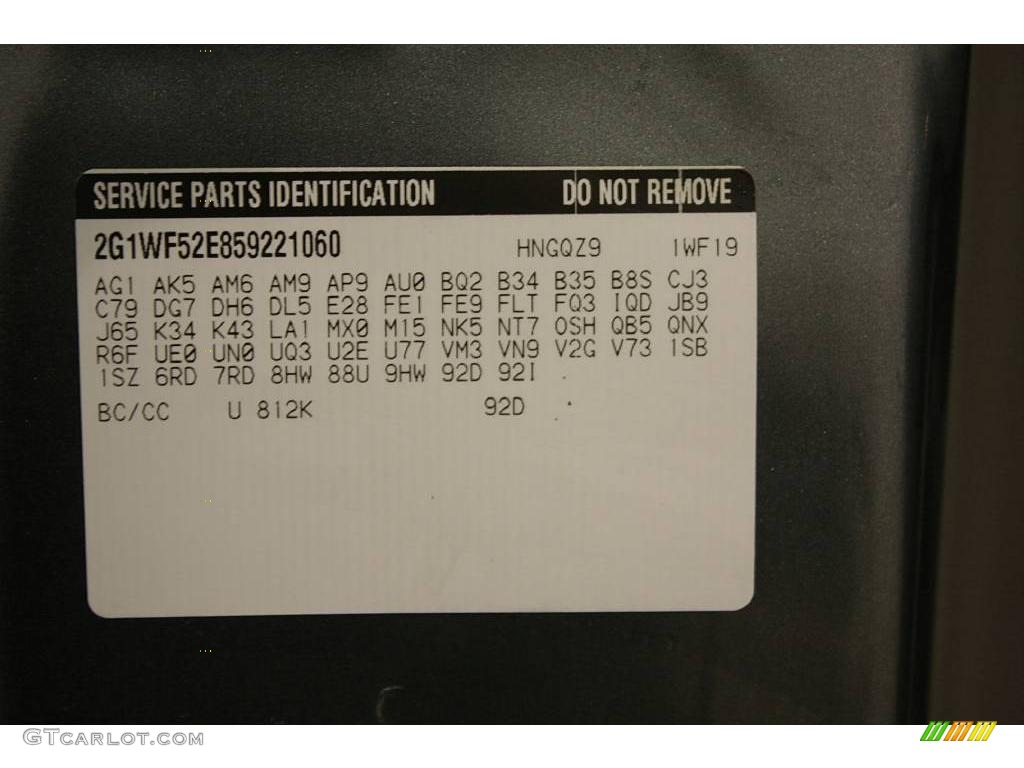 SERVICE PARTS IDENTIFICATION DO NOT REMOVE
2G1WF52E859221060 HNGQZ9 1WF19
AG1 AK5 AM6 AM9 AP9 AU0 BQ2 B34 B35 B8S CJ3
C79 DG7 DH6 DL5 E28 FE1 FE9 FLT FQ3 IQD JB9
J65 K34 K43 LA1 MX0 M15 NK5 NT7 OSH QB5 QNX
R6F UE0 UN0 UQ3 U2E U77 VM3 VN9 V2G V73 1SB
1SZ 6RD 7RD 8HW 88U 9HW 92D 92I
BC/CC U 812K 92D
GTCARLOT.COM